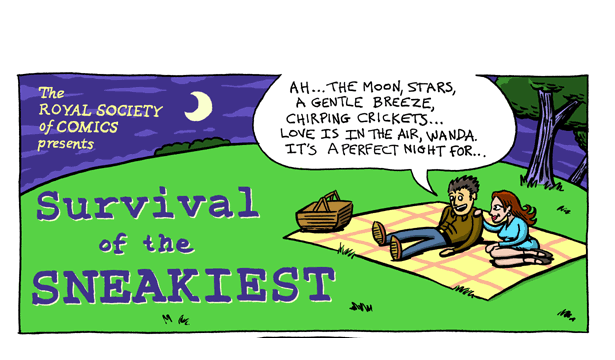 The
ROYAL SOCIETY
of COMICS
presents
AH...THE MOON, STARS,
A GENTLE BREEZE,
CHIRPING CRICKETS...
LOVE IS IN THE AIR, WANDA.
IT'S A PERFECT NIGHT FOR...
Survival
of the
SNEAKIEST